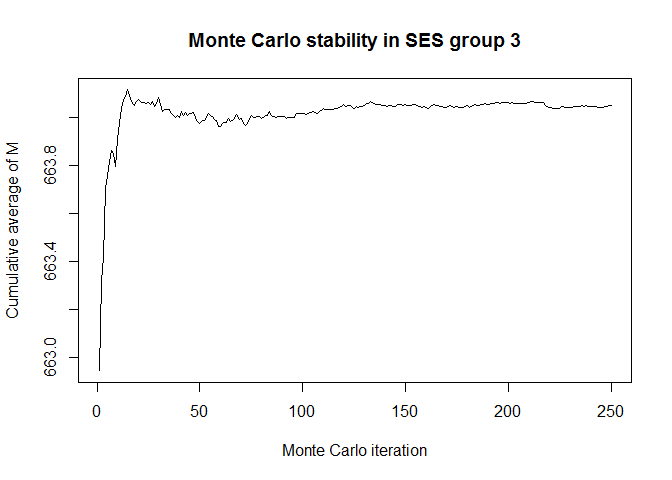 Monte Carlo stability in SES group 3
Cumulative average of M
663.8
663.4
663.0
0 50 100 150 200 250
Monte Carlo iteration